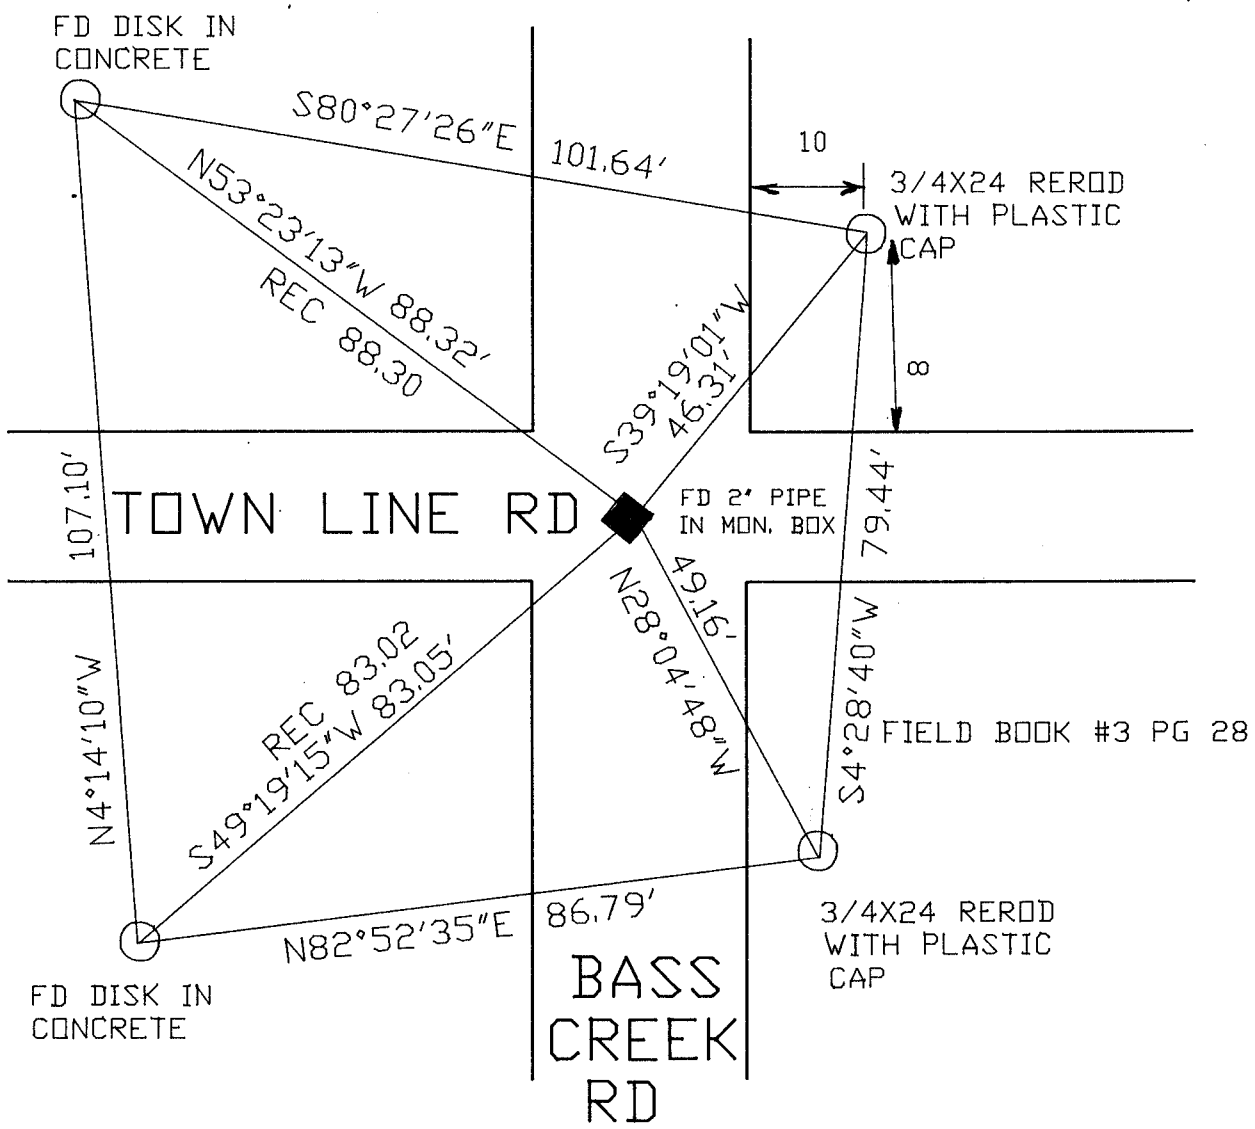 FD DISK IN
CONCRETE
S80°27'26"E 101.64'
10
3/4X24 REROD
WITH PLASTIC
CAP
N53°23'13"W 88.32'
REC 88.30
S39°19'01"W
46.31'
8
107.10'
N4°14'10"W
TOWN LINE RD
FD 2" PIPE
IN MON. BOX
79.44'
S4°28'40"W
49.16'
N28°04'48"W
REC 83.02
S49°19'15"W 83.05'
FIELD BOOK #3 PG 28
N82°52'35"E 86.79'
3/4X24 REROD
WITH PLASTIC
CAP
FD DISK IN
CONCRETE
BASS
CREEK
RD